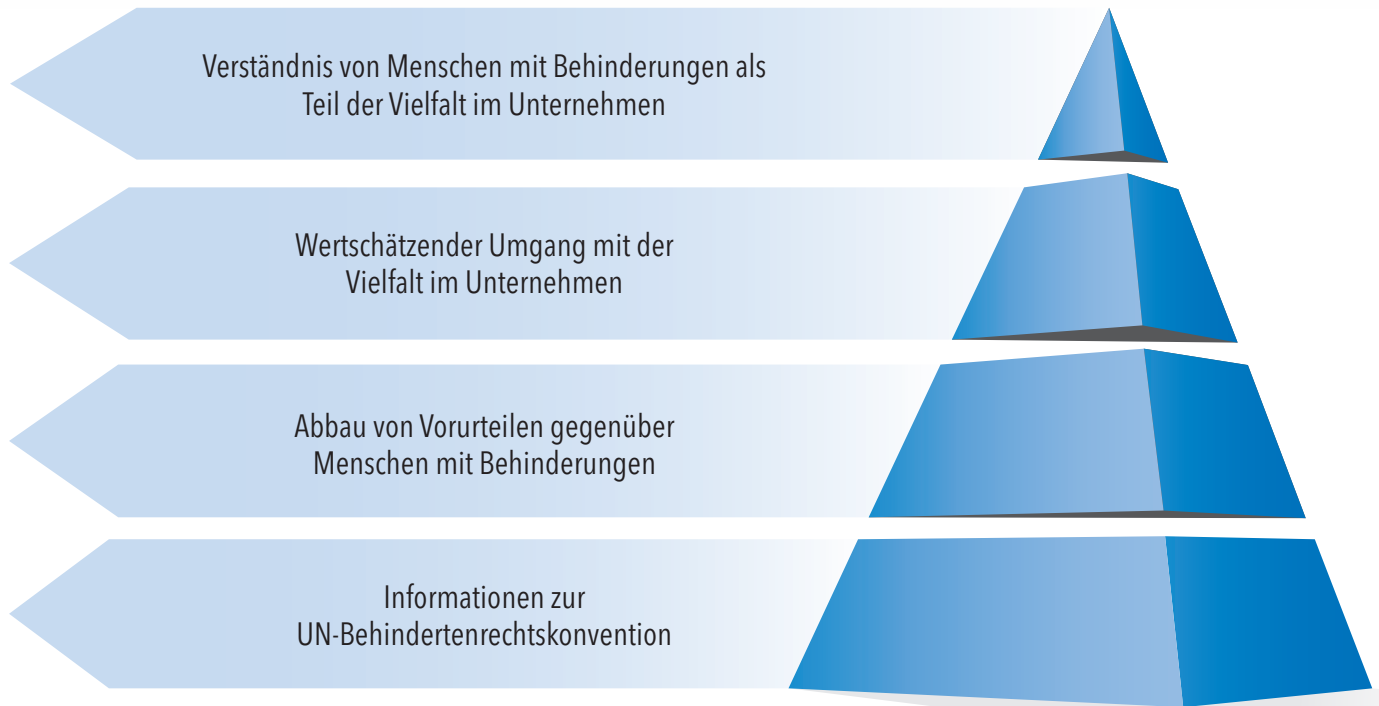 Verständnis von Menschen mit Behinderungen als
Teil der Vielfalt im Unternehmen
Wertschätzender Umgang mit der
Vielfalt im Unternehmen
Abbau von Vorurteilen gegenüber
Menschen mit Behinderungen
Informationen zur
UN-Behindertenrechtskonvention